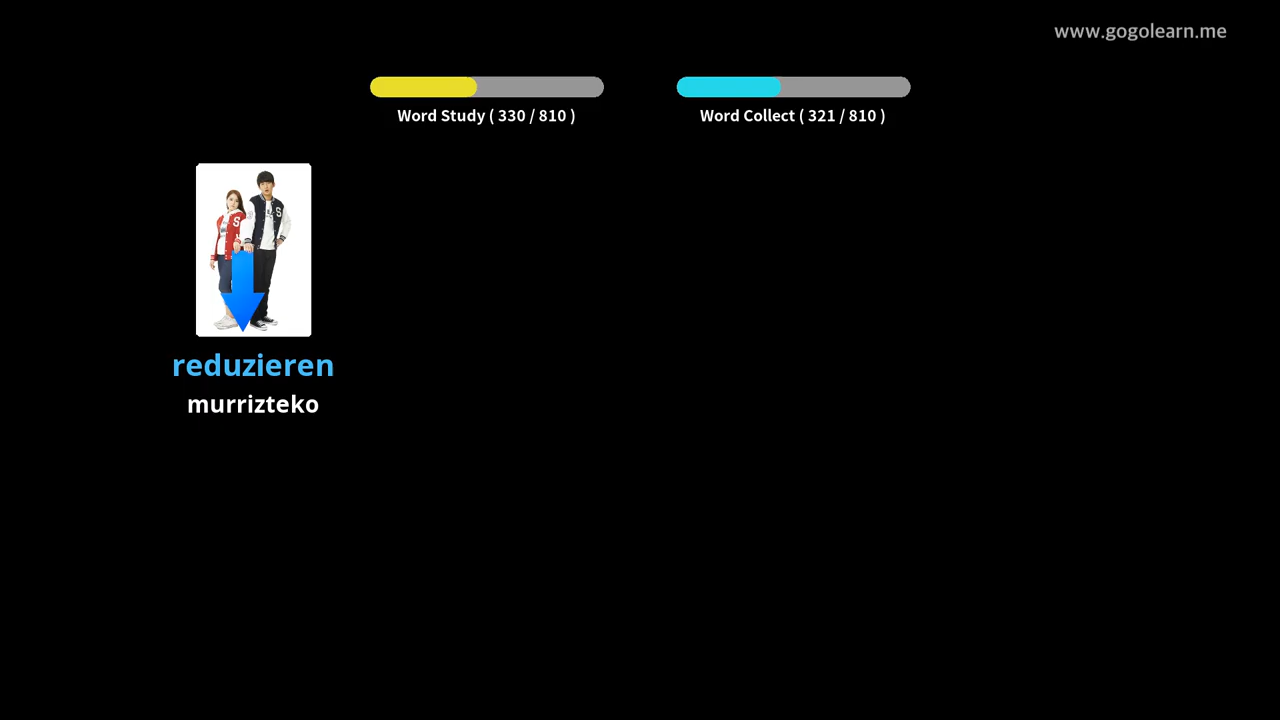 www.gogolearn.me
Word Study ( 330 / 810 )
Word Collect ( 321 / 810 )
S
S
reduzieren
murrizteko